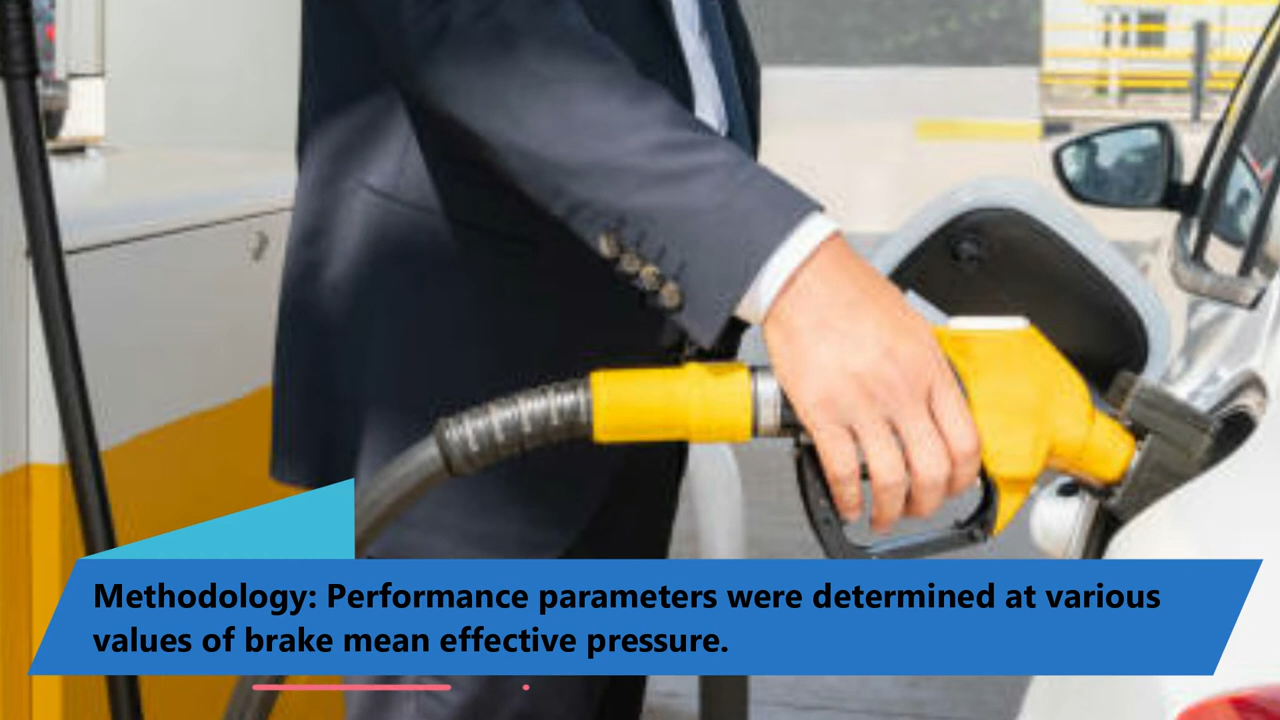 Methodology: Performance parameters were determined at various
values of brake mean effective pressure.